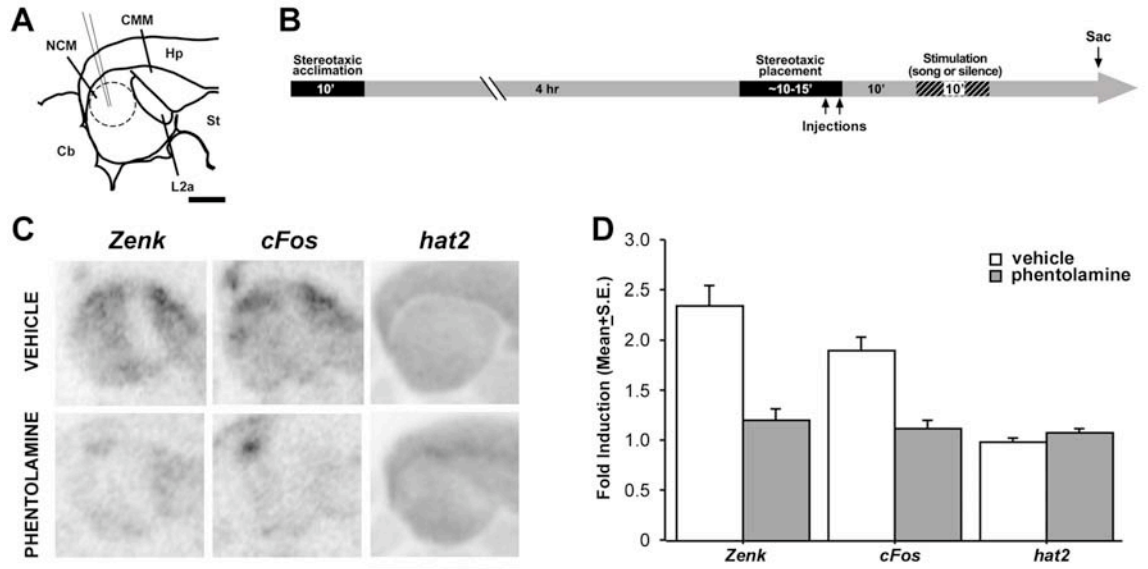 A
CMM
NCM
Hp
St
Cb
L2a
B
Sac
Stereotaxic
acclimation
Stereotaxic
placement
Stimulation
(song or silence)
10'
4 hr
~10-15'
10'
10'
Injections
C
Zenk
cFos
hat2
VEHICLE
PHENTOLAMINE
D
3.0
2.5
2.0
1.5
1.0
0.5
0
Fold Induction (Mean±S.E.)
vehicle
phentolamine
Zenk
cFos
hat2